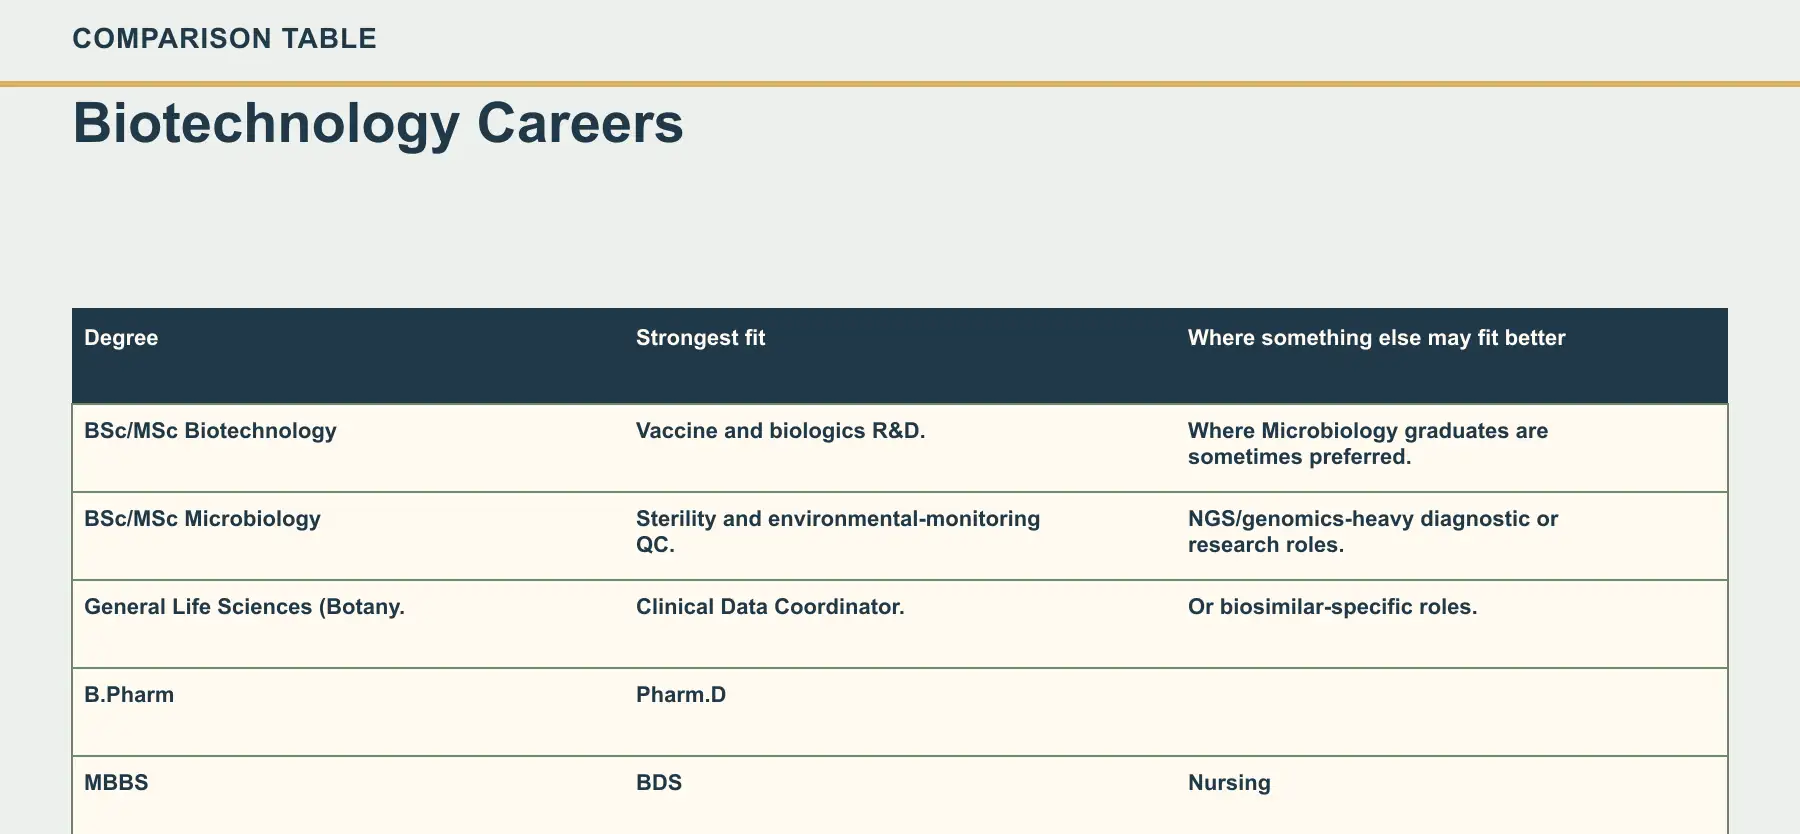 COMPARISON TABLE
Biotechnology Careers
Degree
Strongest fit
Where something else may fit better
BSc/MSc Biotechnology
Vaccine and biologics R&D.
Where Microbiology graduates are
sometimes preferred.
BSc/MSc Microbiology
Sterility and environmental-monitoring
QC.
NGS/genomics-heavy diagnostic or
research roles.
General Life Sciences (Botany.
Clinical Data Coordinator.
Or biosimilar-specific roles.
B.Pharm
Pharm.D
MBBS
BDS
Nursing